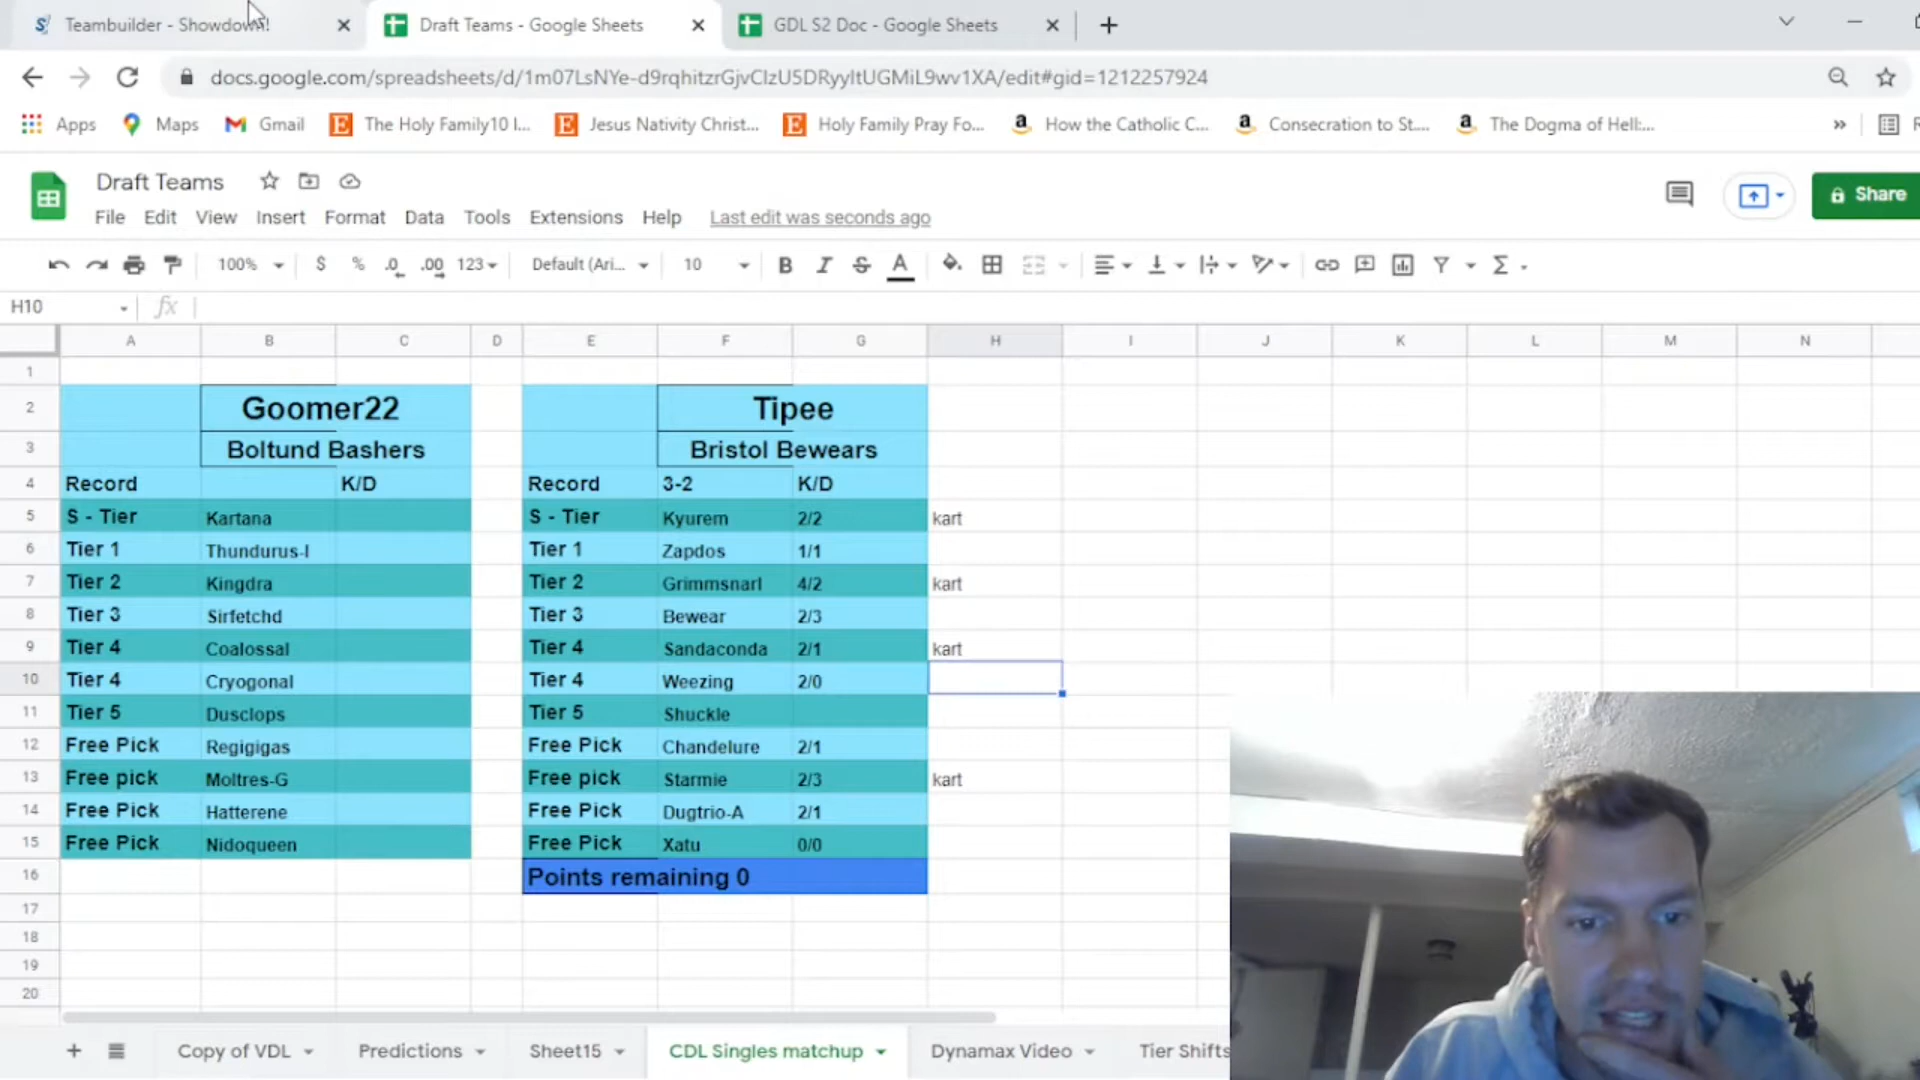 Teambuilder - Showdown!
Draft Teams - Google Sheets
GDL S2 Doc - Google Sheets
docs.google.com/spreadsheets/d/1m07LsNYe-d9rqhitzrGjvCIzU5DRyyItUGMiL9wv1XA/edit#gid=1212257924
Apps Maps Gmail The Holy Family10 I... Jesus Nativity Christ... Holy Family Pray Fo... How the Catholic C... Consecration to St.... The Dogma of Hell:...
Draft Teams
File Edit View Insert Format Data Tools Extensions Help Last edit was seconds ago
Share
100% $ % .0 .00 123 Default (Ari... 10 B I S A
H10 fx
A B C D E F G H I J K L M N
1
2 Goomer22 Tipee
3 Boltund Bashers Bristol Bewears
4 Record K/D Record 3-2 K/D
5 S - Tier Kartana S - Tier Kyurem 2/2 kart
6 Tier 1 Thundurus-I Tier 1 Zapdos 1/1
7 Tier 2 Kingdra Tier 2 Grimmsnarl 4/2 kart
8 Tier 3 Sirfetchd Tier 3 Bewear 2/3
9 Tier 4 Coalossal Tier 4 Sandaconda 2/1 kart
10 Tier 4 Cryogonal Tier 4 Weezing 2/0
11 Tier 5 Dusclops Tier 5 Shuckle
12 Free Pick Regigigas Free Pick Chandelure 2/1
13 Free pick Moltres-G Free pick Starmie 2/3 kart
14 Free Pick Hatterene Free Pick Dugtrio-A 2/1
15 Free Pick Nidoqueen Free Pick Xatu 0/0
16 Points remaining 0
17
18
19
20
Copy of VDL Predictions Sheet15 CDL Singles matchup Dynamax Video Tier Shifts